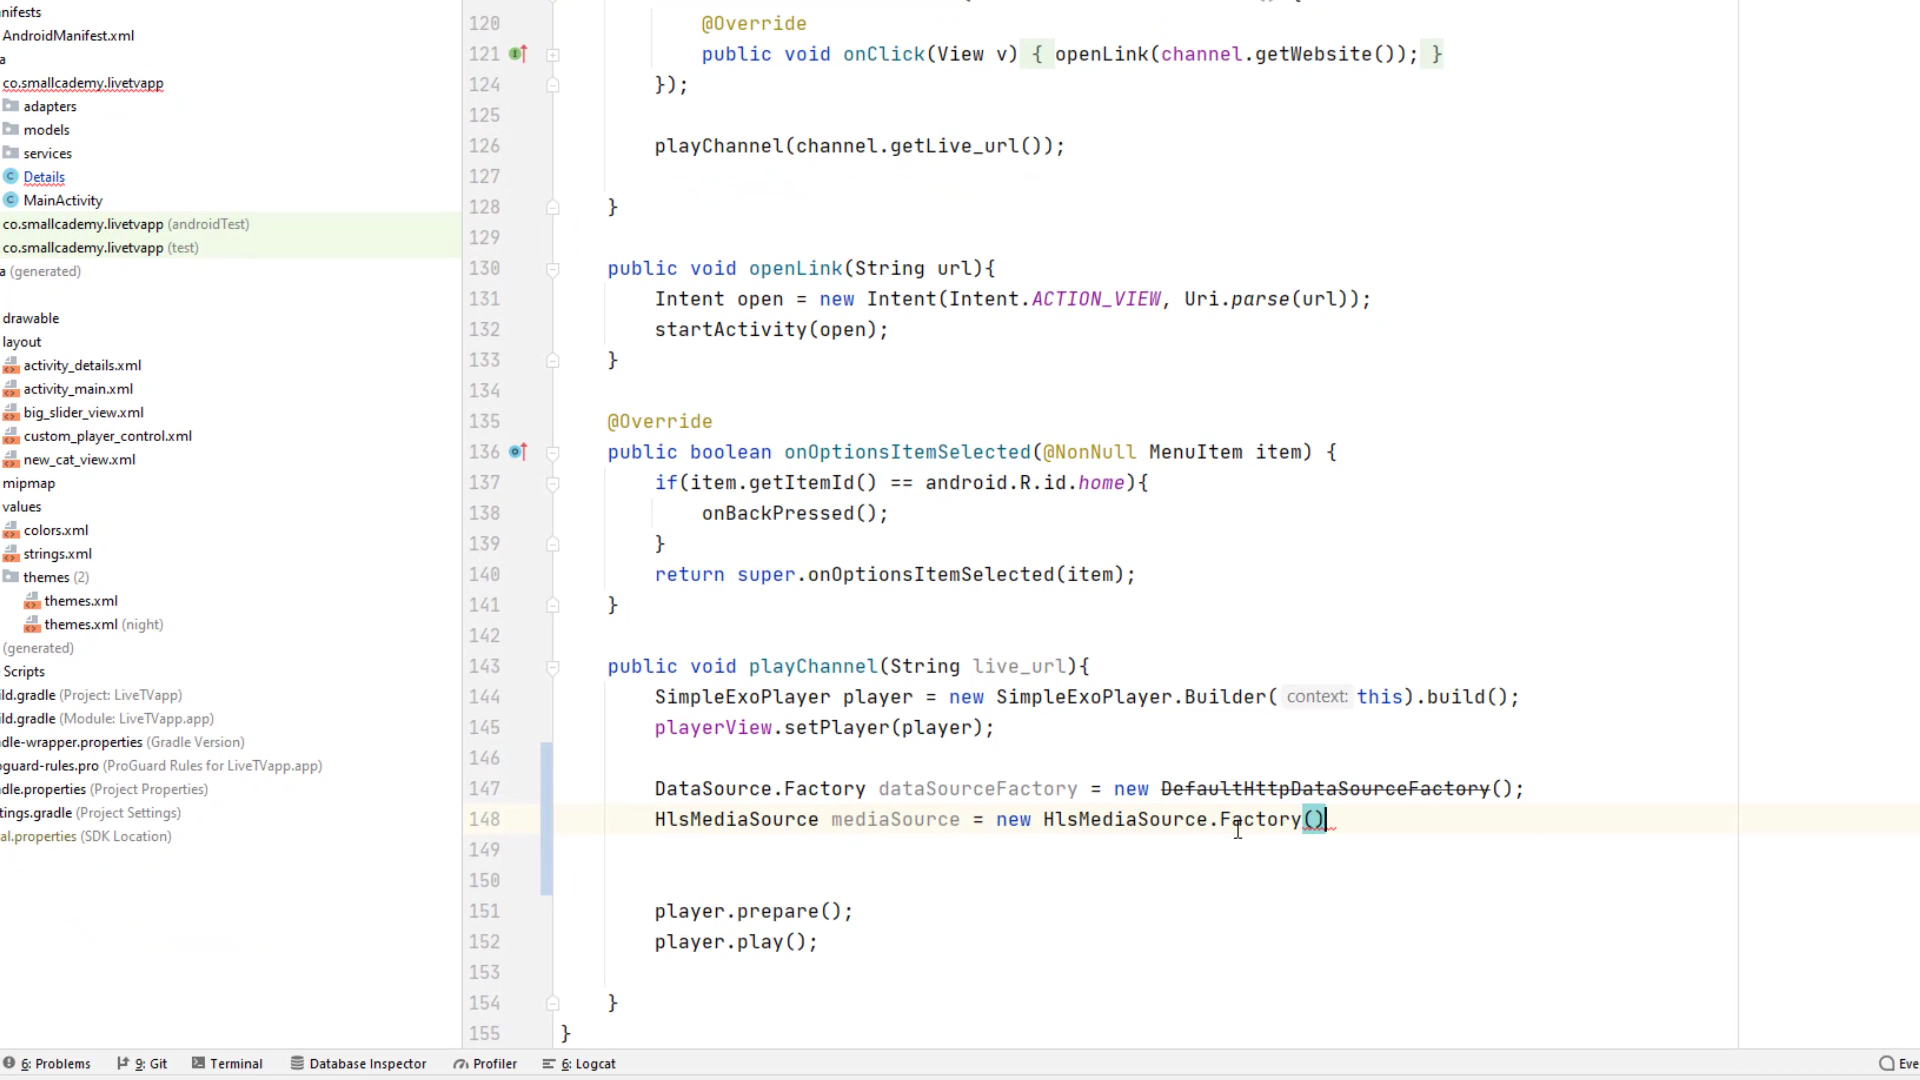 nifests
AndroidManifest.xml
a
co.smallcademy.livetvapp
adapters
models
services
Details
MainActivity
co.smallcademy.livetvapp (androidTest)
co.smallcademy.livetvapp (test)
a (generated)
drawable
layout
activity_details.xml
activity_main.xml
big_slider_view.xml
custom_player_control.xml
new_cat_view.xml
mipmap
values
colors.xml
strings.xml
themes (2)
themes.xml
themes.xml (night)
(generated)
Scripts
ild.gradle (Project: LiveTVapp)
ild.gradle (Module: LiveTVapp.app)
dle-wrapper.properties (Gradle Version)
oguard-rules.pro (ProGuard Rules for LiveTVapp.app)
dle.properties (Project Properties)
tings.gradle (Project Settings)
al.properties (SDK Location)
120 @Override
121 public void onClick(View v) { openLink(channel.getWebsite()); }
124 });
125
126 playChannel(channel.getLive_url());
127
128 }
129
130 public void openLink(String url){
131 Intent open = new Intent(Intent.ACTION_VIEW, Uri.parse(url));
132 startActivity(open);
133 }
134
135 @Override
136 public boolean onOptionsItemSelected(@NonNull MenuItem item) {
137 if(item.getItemId() == android.R.id.home){
138 onBackPressed();
139 }
140 return super.onOptionsItemSelected(item);
141 }
142
143 public void playChannel(String live_url){
144 SimpleExoPlayer player = new SimpleExoPlayer.Builder( context: this).build();
145 playerView.setPlayer(player);
146
147 DataSource.Factory dataSourceFactory = new DefaultHttpDataSourceFactory();
148 HlsMediaSource mediaSource = new HlsMediaSource.Factory()
149
150
151 player.prepare();
152 player.play();
153
154 }
155 }
6: Problems 9: Git Terminal Database Inspector Profiler 6: Logcat Eve